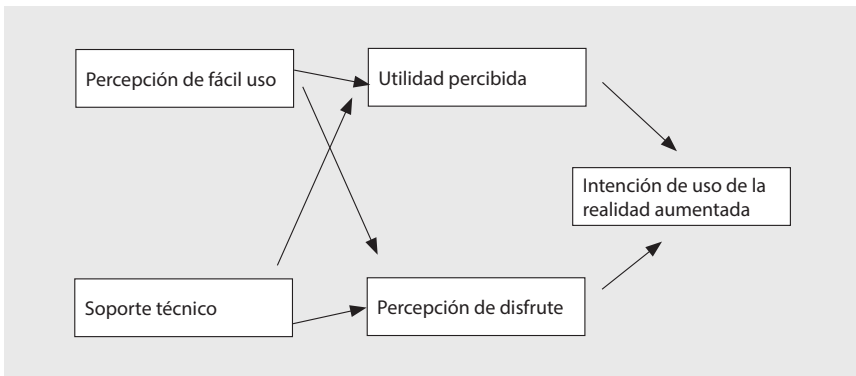 Percepción de fácil uso
Utilidad percibida
Intención de uso de la
realidad aumentada
Soporte técnico
Percepción de disfrute